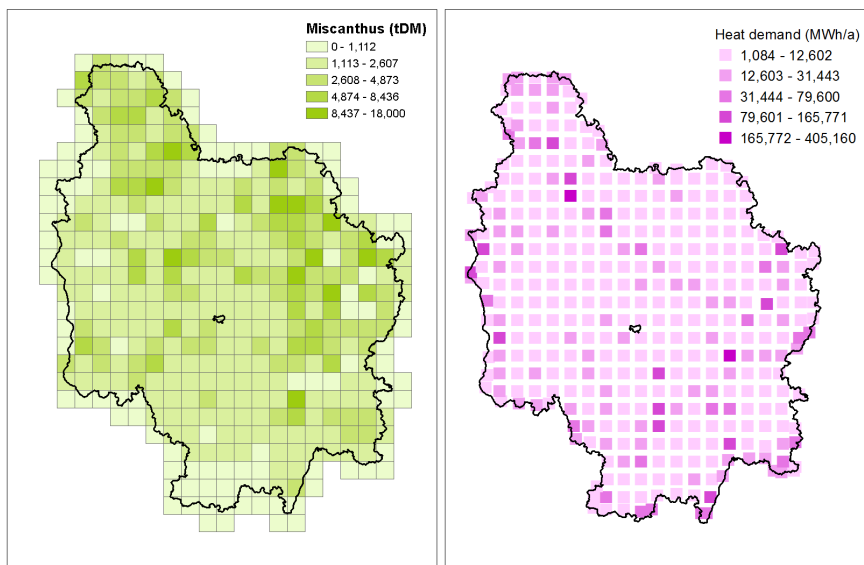 Miscanthus (tDM)
0 - 1,112
1,113 - 2,607
2,608 - 4,873
4,874 - 8,436
8,437 - 18,000
Heat demand (MWh/a)
1,084 - 12,602
12,603 - 31,443
31,444 - 79,600
79,601 - 165,771
165,772 - 405,160